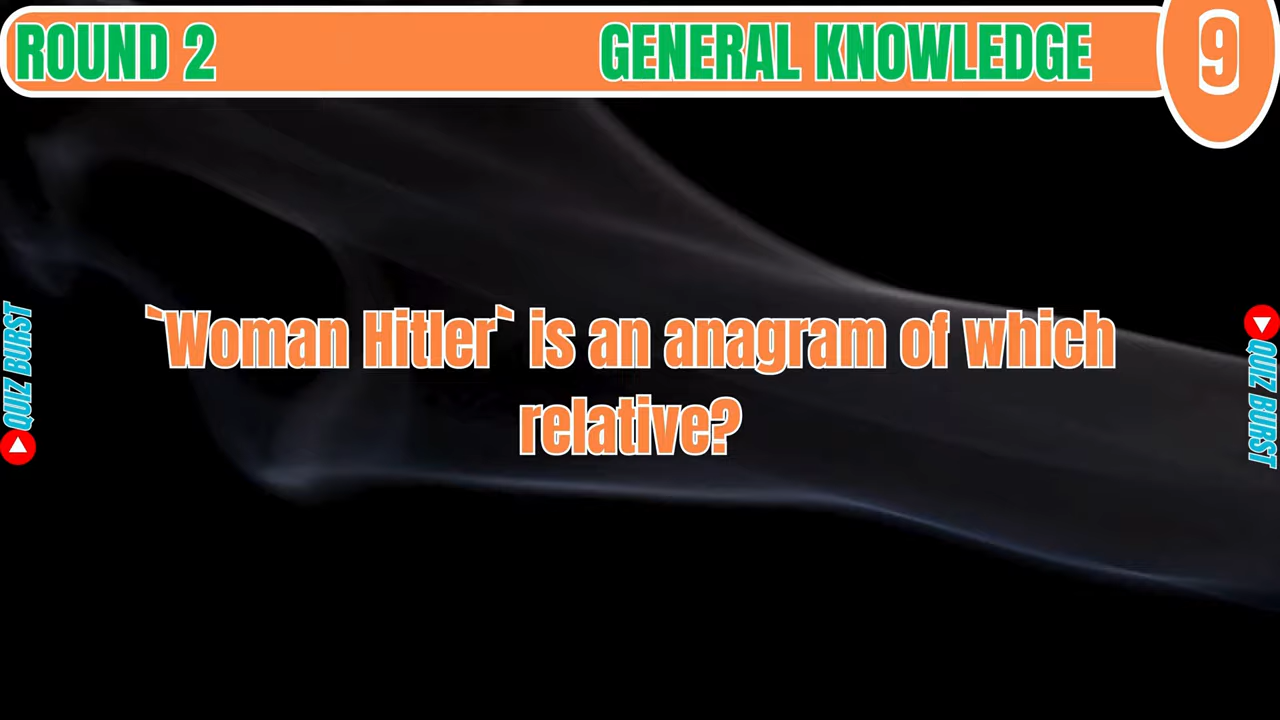 ROUND 2
GENERAL KNOWLEDGE
9
`Woman Hitler` is an anagram of which
relative?
QUIZ BURST
QUIZ BURST